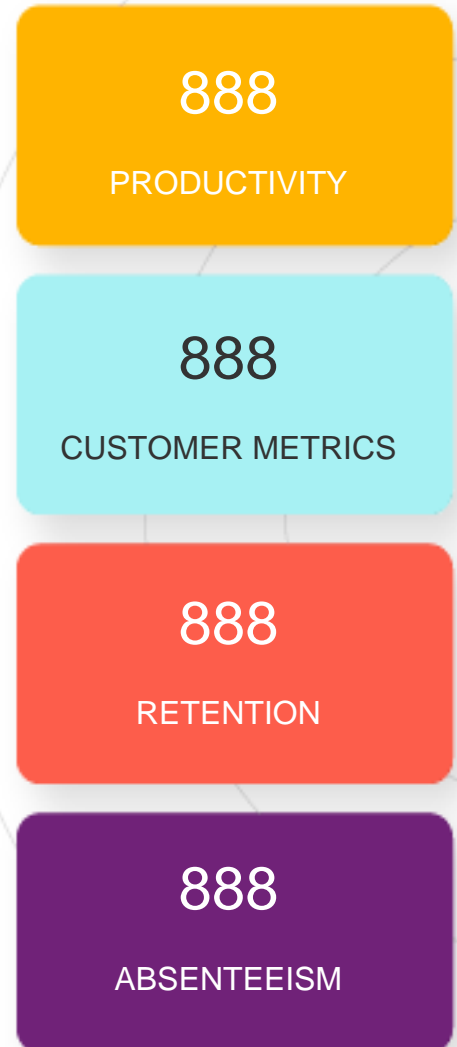 888
PRODUCTIVITY
888
CUSTOMER METRICS
888
RETENTION
888
ABSENTEEISM